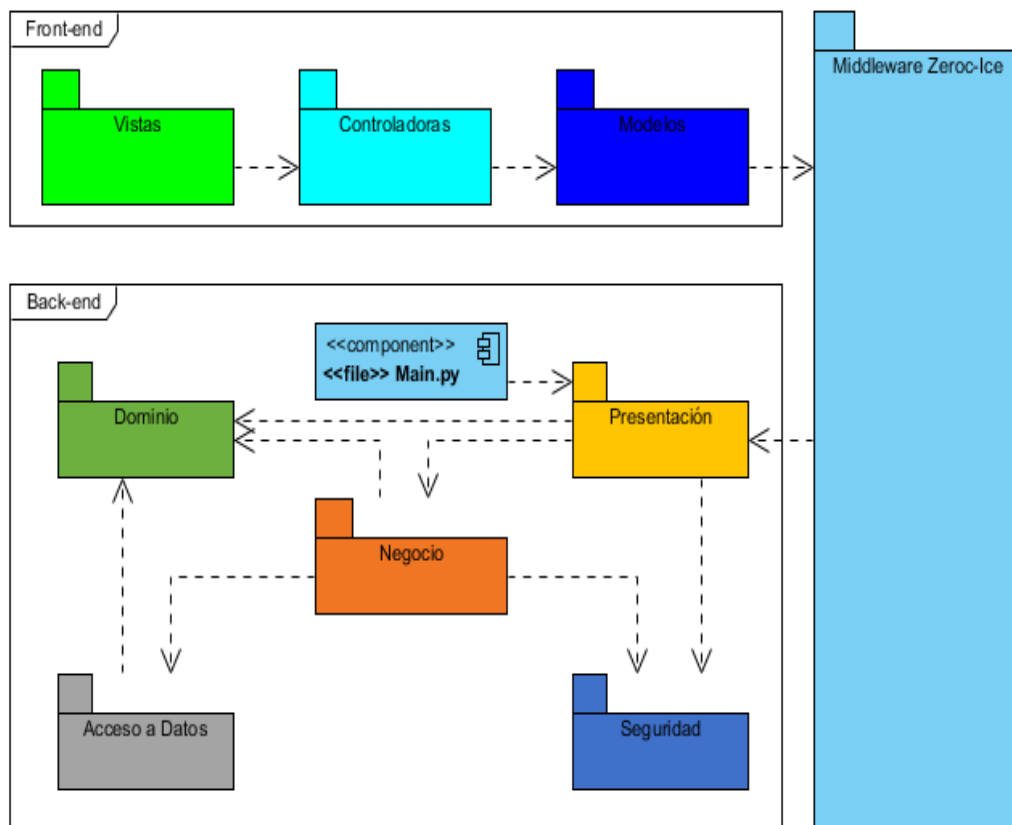 Front-end
Middleware Zeroc-Ice
Vistas
Controladoras
Modelos
Back-end
<<component>>
<<file>> Main.py
Dominio
Presentación
Negocio
Acceso a Datos
Seguridad